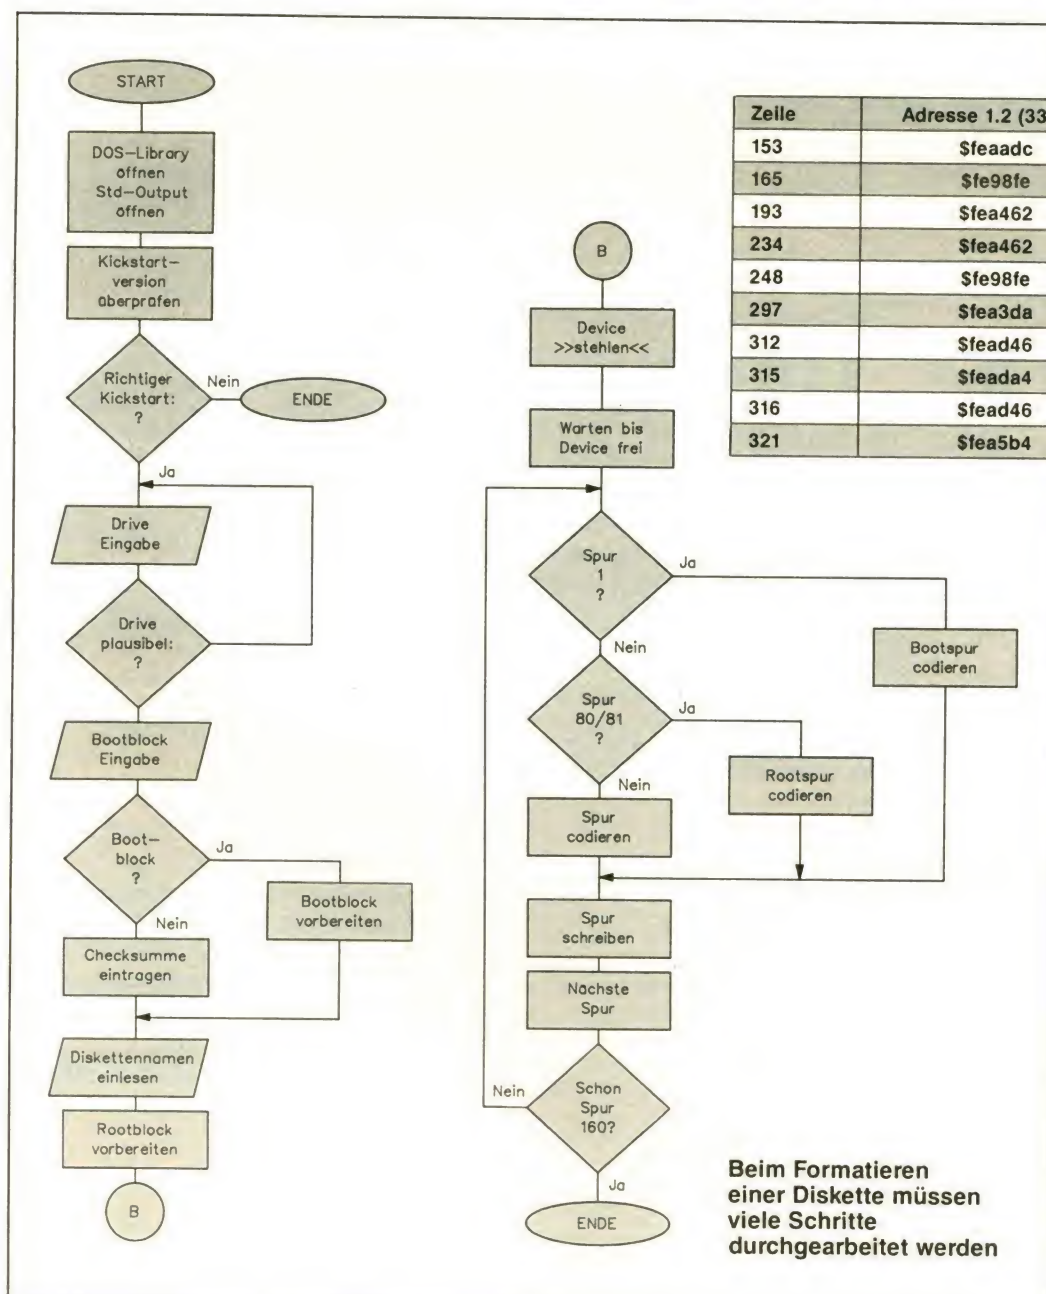 START
DOS–Library
öffnen
Std–Output
öffnen
Kickstart–
version
überprüfen
Richtiger
Kickstart:
?
Nein
ENDE
Ja
Drive
Eingabe
Drive
plausibel:
?
Bootblock
Eingabe
Boot–
block
?
Ja
Bootblock
vorbereiten
Nein
Checksumme
eintragen
Diskettennamen
einlesen
Rootblock
vorbereiten
B
B
Device
>>stehlen<<
Warten bis
Device frei
Spur
1
?
Ja
Bootspur
codieren
Nein
Spur
80/81
?
Ja
Rootspur
codieren
Nein
Spur
codieren
Spur
schreiben
Nächste
Spur
Schon
Spur
160?
Nein
Ja
ENDE
Zeile Adresse 1.2 (33
153 $feaadc
165 $fe98fe
193 $fea462
234 $fea462
248 $fe98fe
297 $fea3da
312 $fead46
315 $feada4
316 $fead46
321 $fea5b4
Beim Formatieren
einer Diskette müssen
viele Schritte
durchgearbeitet werden